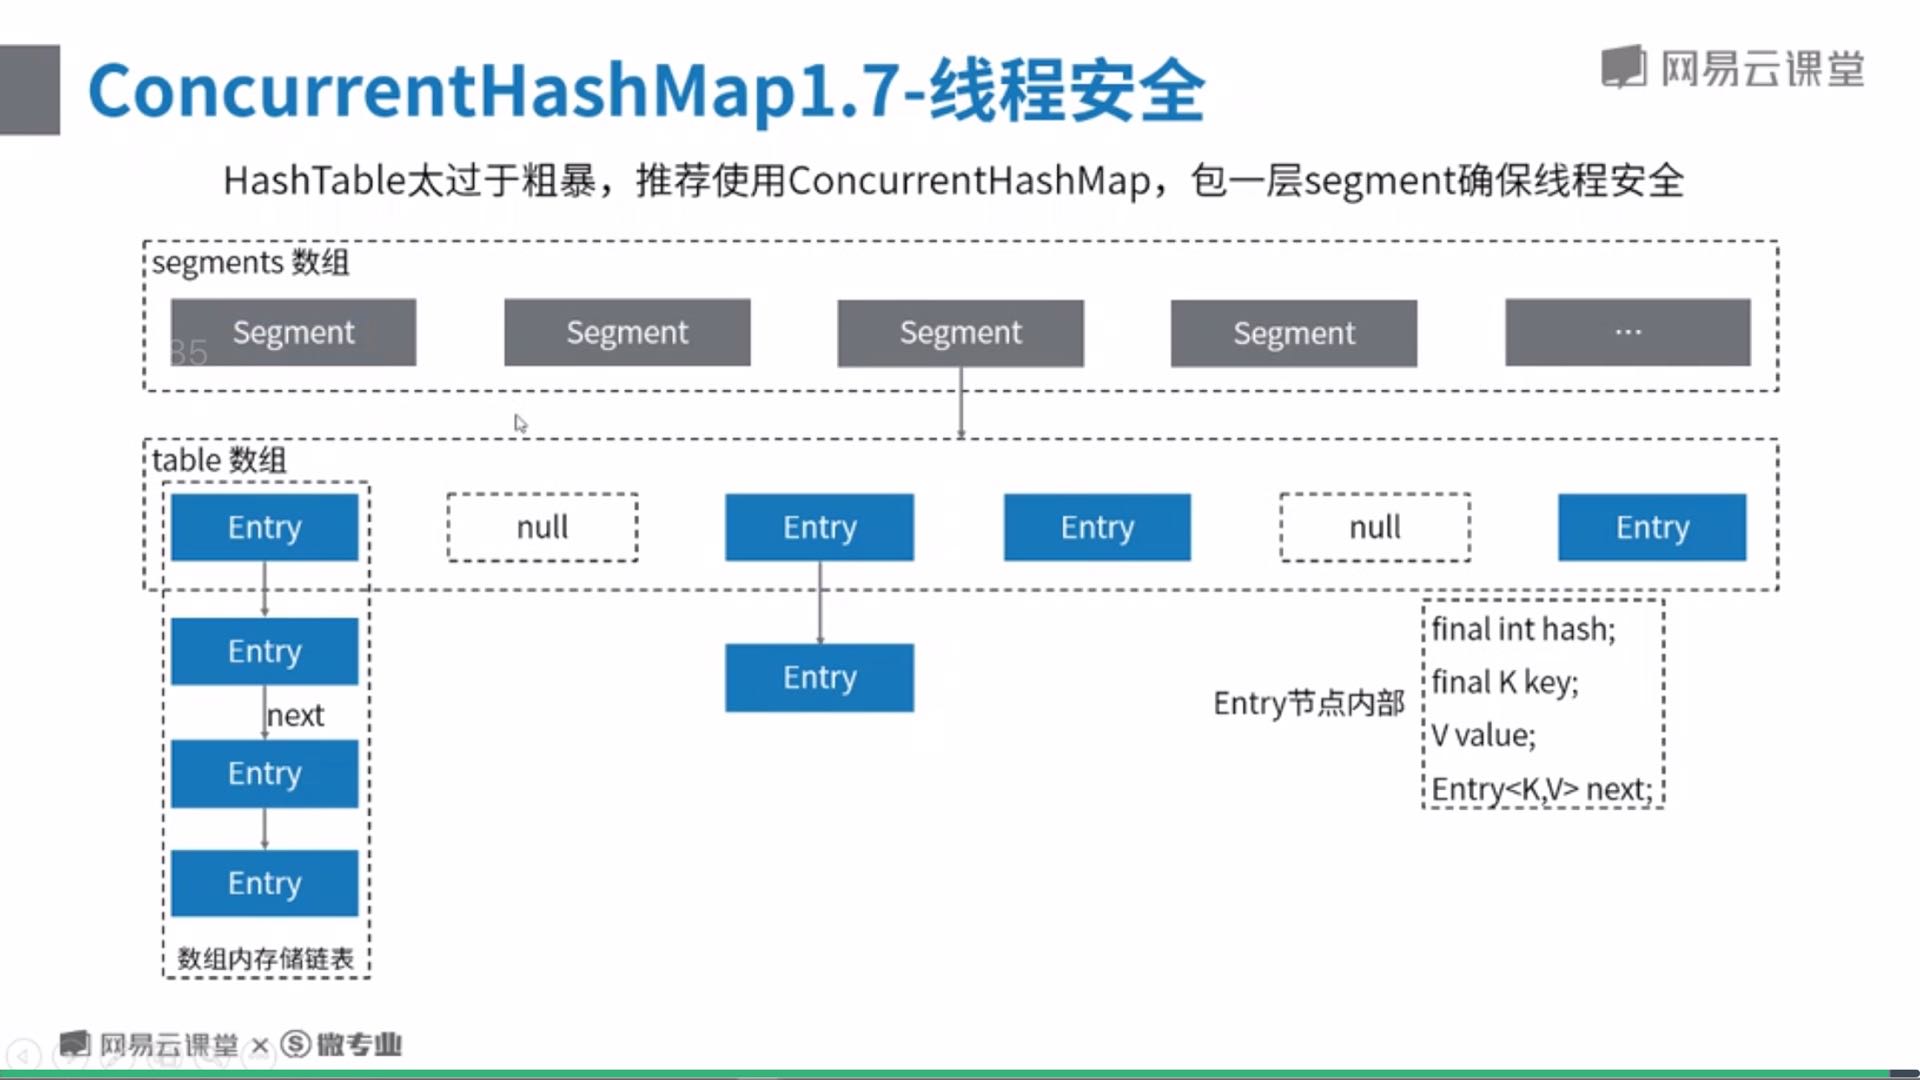 ConcurrentHashMap1.7-线程安全
网易云课堂
HashTable太过于粗暴，推荐使用ConcurrentHashMap，包一层segment确保线程安全
segments 数组
Segment
Segment
Segment
Segment
...
35
table 数组
Entry
null
Entry
Entry
null
Entry
Entry
next
Entry
Entry
数组内存储链表
Entry
Entry节点内部
final int hash;
final K key;
V value;
Entry<K,V> next;
网易云课堂 × 微专业